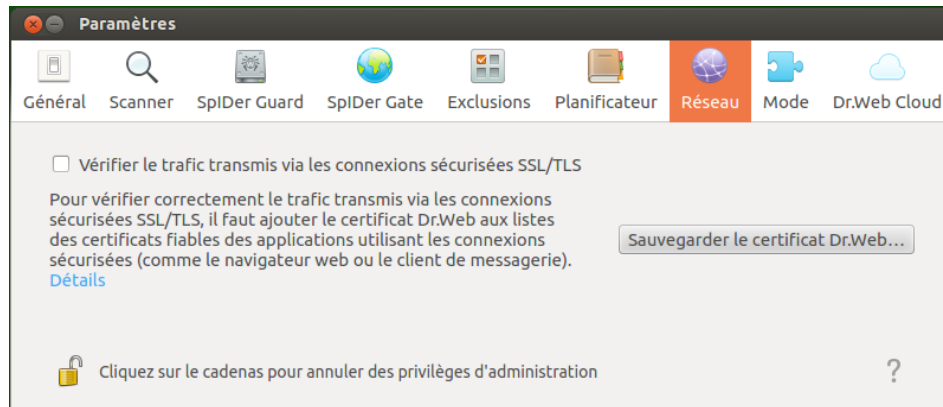 Paramètres
Général Scanner SpIDer Guard SpIDer Gate Exclusions Planificateur Réseau Mode Dr.Web Cloud
Vérifier le trafic transmis via les connexions sécurisées SSL/TLS
Pour vérifier correctement le trafic transmis via les connexions
sécurisées SSL/TLS, il faut ajouter le certificat Dr.Web aux listes
des certificats fiables des applications utilisant les connexions
sécurisées (comme le navigateur web ou le client de messagerie).
Détails
Sauvegarder le certificat Dr.Web...
Cliquez sur le cadenas pour annuler des privilèges d'administration
?